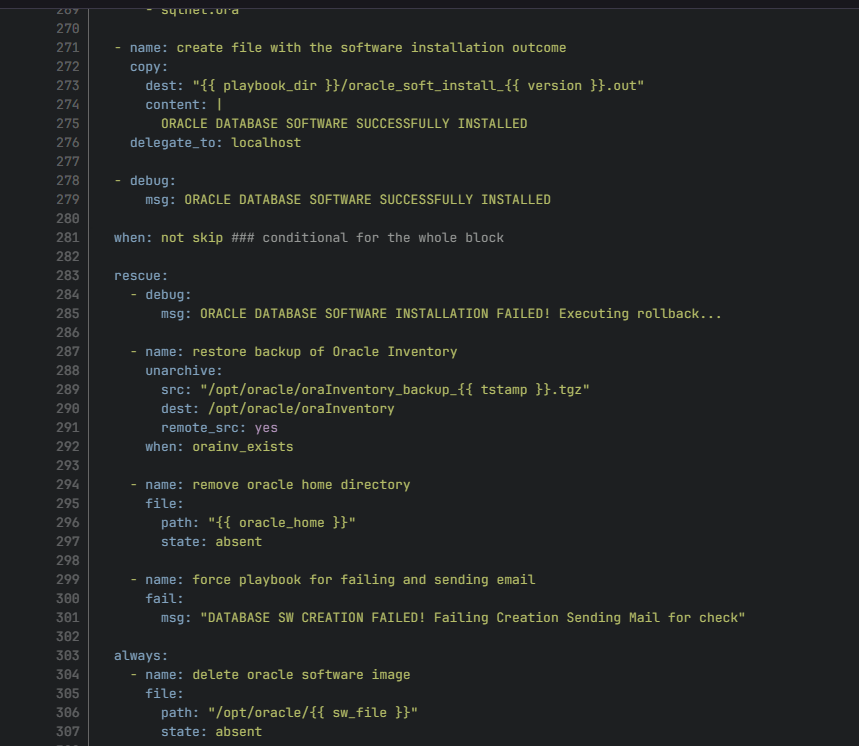 269           - sqlnet.ora
270
271   - name: create file with the software installation outcome
272     copy:
273       dest: "{{ playbook_dir }}/oracle_soft_install_{{ version }}.out"
274       content: |
275         ORACLE DATABASE SOFTWARE SUCCESSFULLY INSTALLED
276     delegate_to: localhost
277
278   - debug:
279       msg: ORACLE DATABASE SOFTWARE SUCCESSFULLY INSTALLED
280
281   when: not skip ### conditional for the whole block
282
283   rescue:
284     - debug:
285         msg: ORACLE DATABASE SOFTWARE INSTALLATION FAILED! Executing rollback...
286
287     - name: restore backup of Oracle Inventory
288       unarchive:
289         src: "/opt/oracle/oraInventory_backup_{{ tstamp }}.tgz"
290         dest: /opt/oracle/oraInventory
291         remote_src: yes
292       when: orainv_exists
293
294     - name: remove oracle home directory
295       file:
296         path: "{{ oracle_home }}"
297         state: absent
298
299     - name: force playbook for failing and sending email
300       fail:
301         msg: "DATABASE SW CREATION FAILED! Failing Creation Sending Mail for check"
302
303   always:
304     - name: delete oracle software image
305       file:
306         path: "/opt/oracle/{{ sw_file }}"
307         state: absent